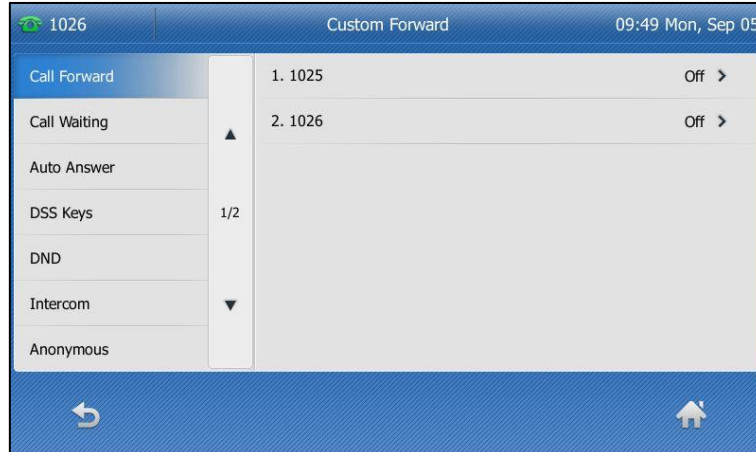 1026 Custom Forward 09:49 Mon, Sep 05
Call Forward
Call Waiting
Auto Answer
DSS Keys
DND
Intercom
Anonymous
1/2
1. 1025 Off
2. 1026 Off